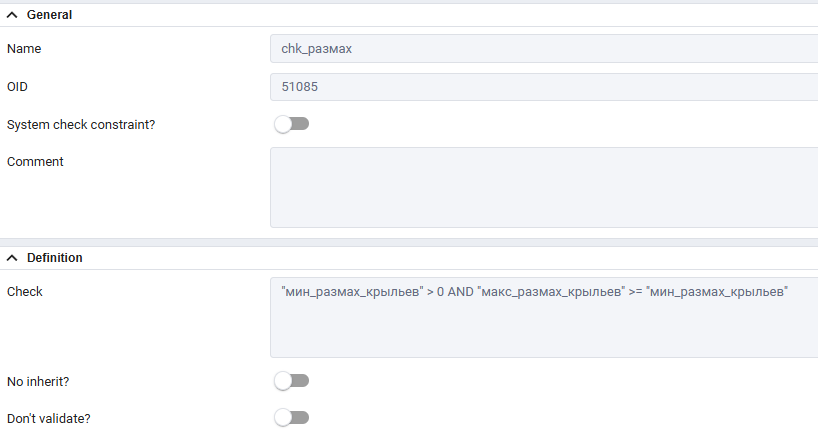 General
Name
chk_размах
OID
51085
System check constraint?
Comment
Definition
Check
"мин_размах_крыльев" > 0 AND "макс_размах_крыльев" >= "мин_размах_крыльев"
No inherit?
Don't validate?